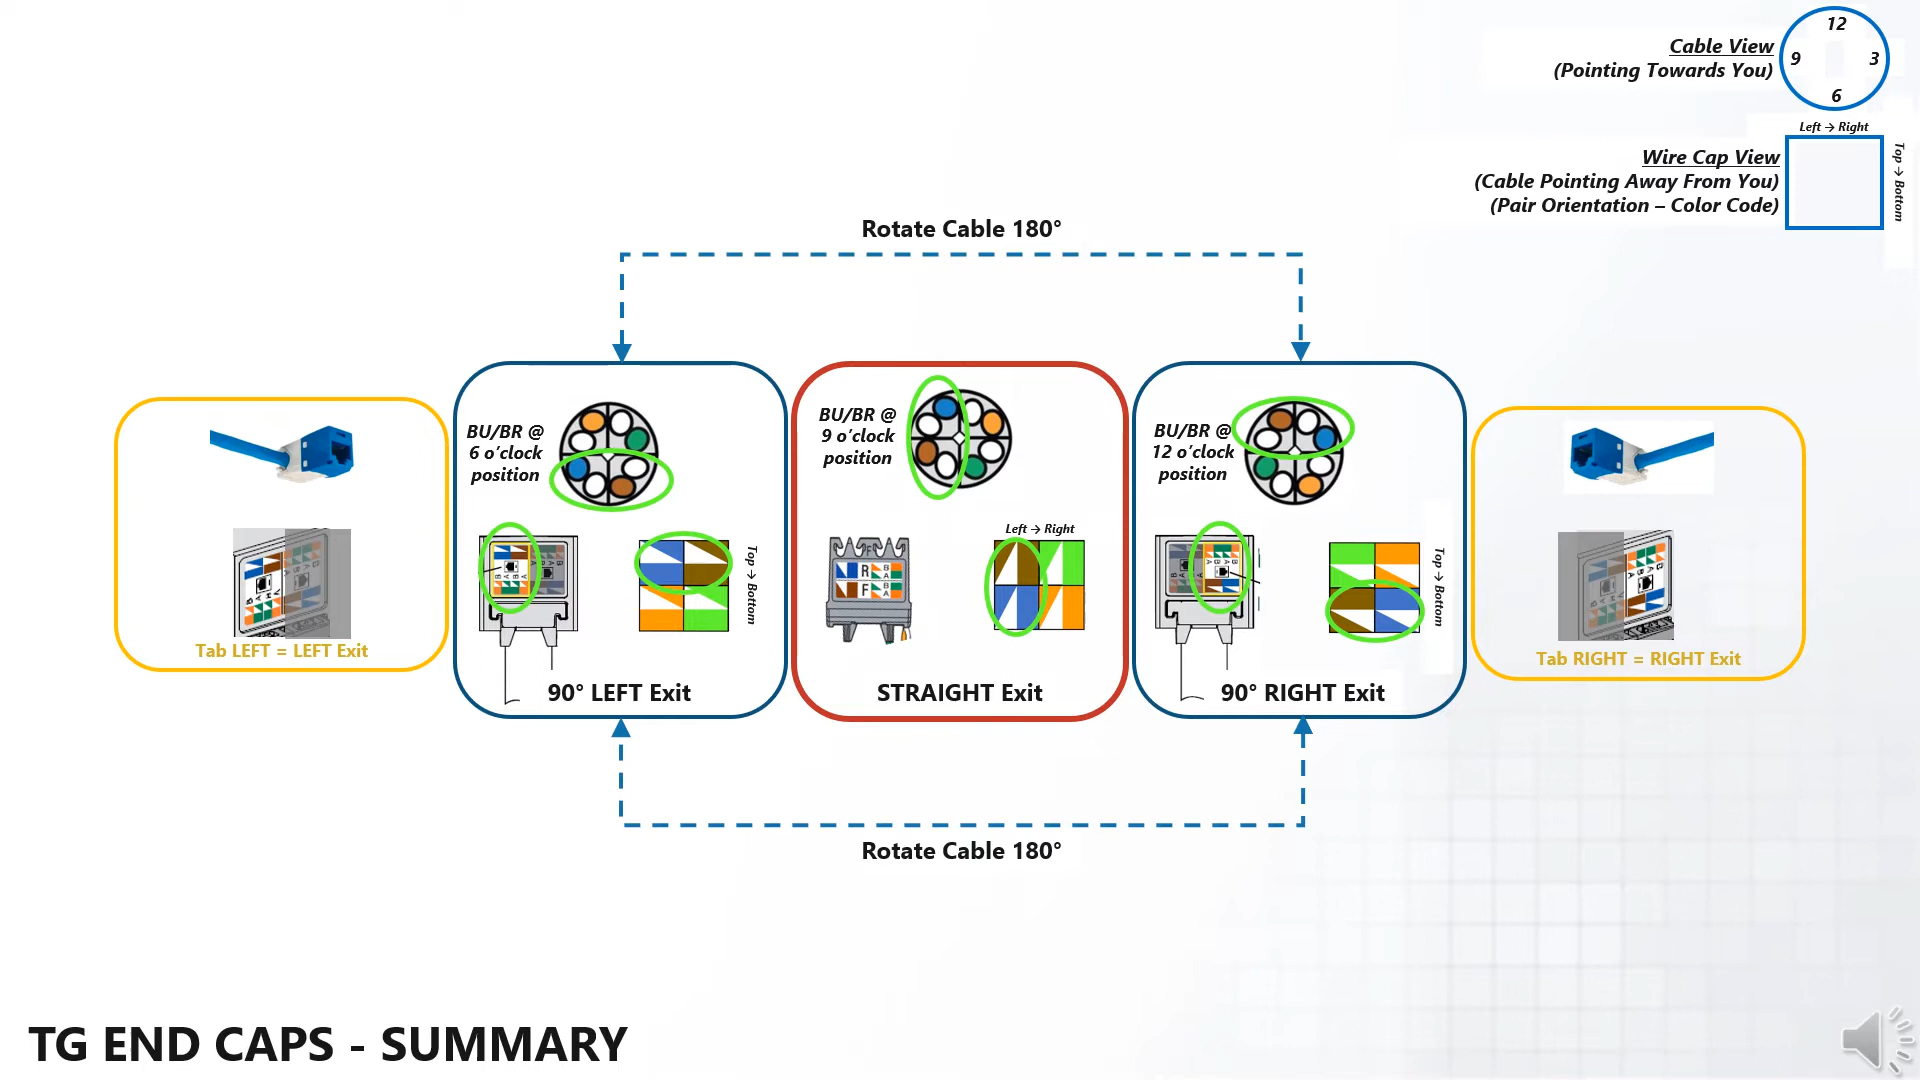 12
Cable View
9
3
(Pointing Towards You)
6
Left → Right
Wire Cap View
(Cable Pointing Away From You)
(Pair Orientation – Color Code)
Top → Bottom
Rotate Cable 180°
BU/BR @
6 o’clock
position
Top → Bottom
90° LEFT Exit
BU/BR @
9 o’clock
position
Left → Right
R
F
B
A
B
A
STRAIGHT Exit
BU/BR @
12 o’clock
position
Top → Bottom
90° RIGHT Exit
Tab LEFT = LEFT Exit
Tab RIGHT = RIGHT Exit
Rotate Cable 180°
TG END CAPS - SUMMARY